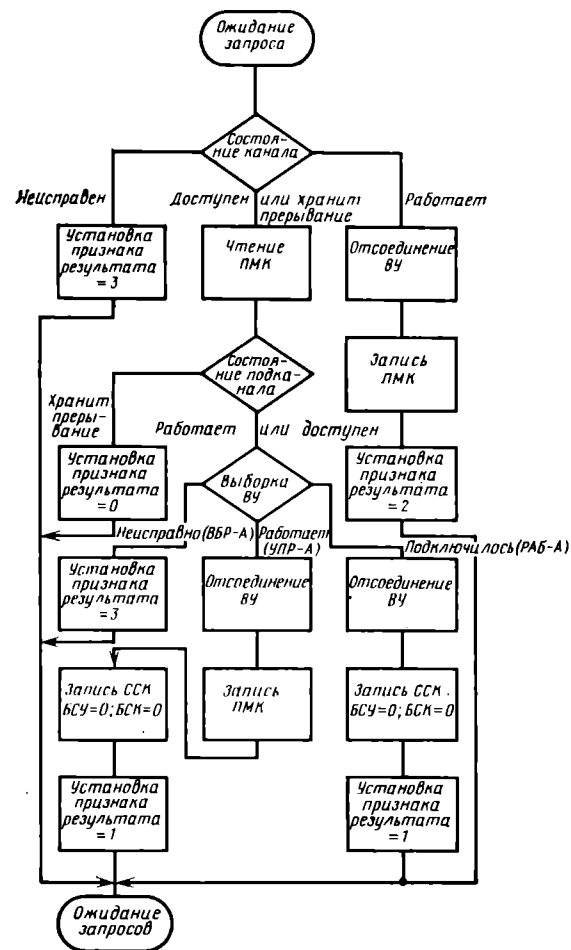 Ожидание
запроса
Состоя-
ние канала
Неисправен
Доступен или хранит
прерывание
Работает
Установка
признака
результата
=3
Чтение
ПМК
Отсоединение
ВУ
Состоя-
ние подка-
нала
Запись
ПМК
Хранит
преры-
вание
Работает или доступен
Установка
признака
результата
=0
Выборка
ВУ
Установка
признака
результата
=2
Неисправно(ВБР-А)
Работает
(УПР-А)
Подключилось(РАБ-А)
Установка
признака
результата
=3
Отсоединение
ВУ
Отсоединение
ВУ
Запись ССК
БСУ=0; БСК=0
Запись
ПМК
Запись ССК.
БСУ=0; БСК=0
Установка
признака
результата
=1
Установка
признака
результата
=1
Ожидание
запросов